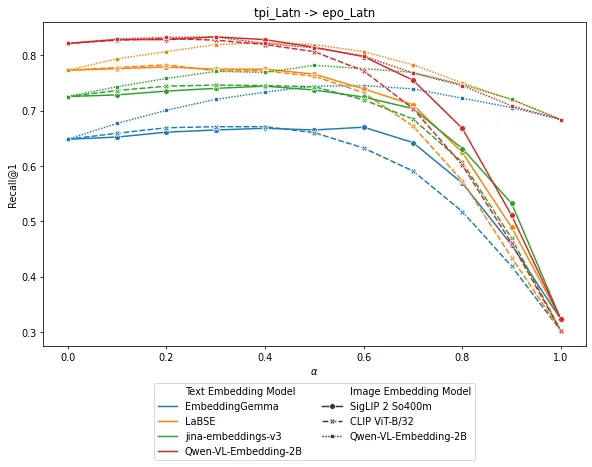 tpi_Latn -> epo_Latn
Recall@1
0.8
0.7
0.6
0.5
0.4
0.3
0.0 0.2 0.4 0.6 0.8 1.0
α
Text Embedding Model Image Embedding Model
EmbeddingGemma SigLIP 2 So400m
LaBSE CLIP ViT-B/32
jina-embeddings-v3 Qwen-VL-Embedding-2B
Qwen-VL-Embedding-2B